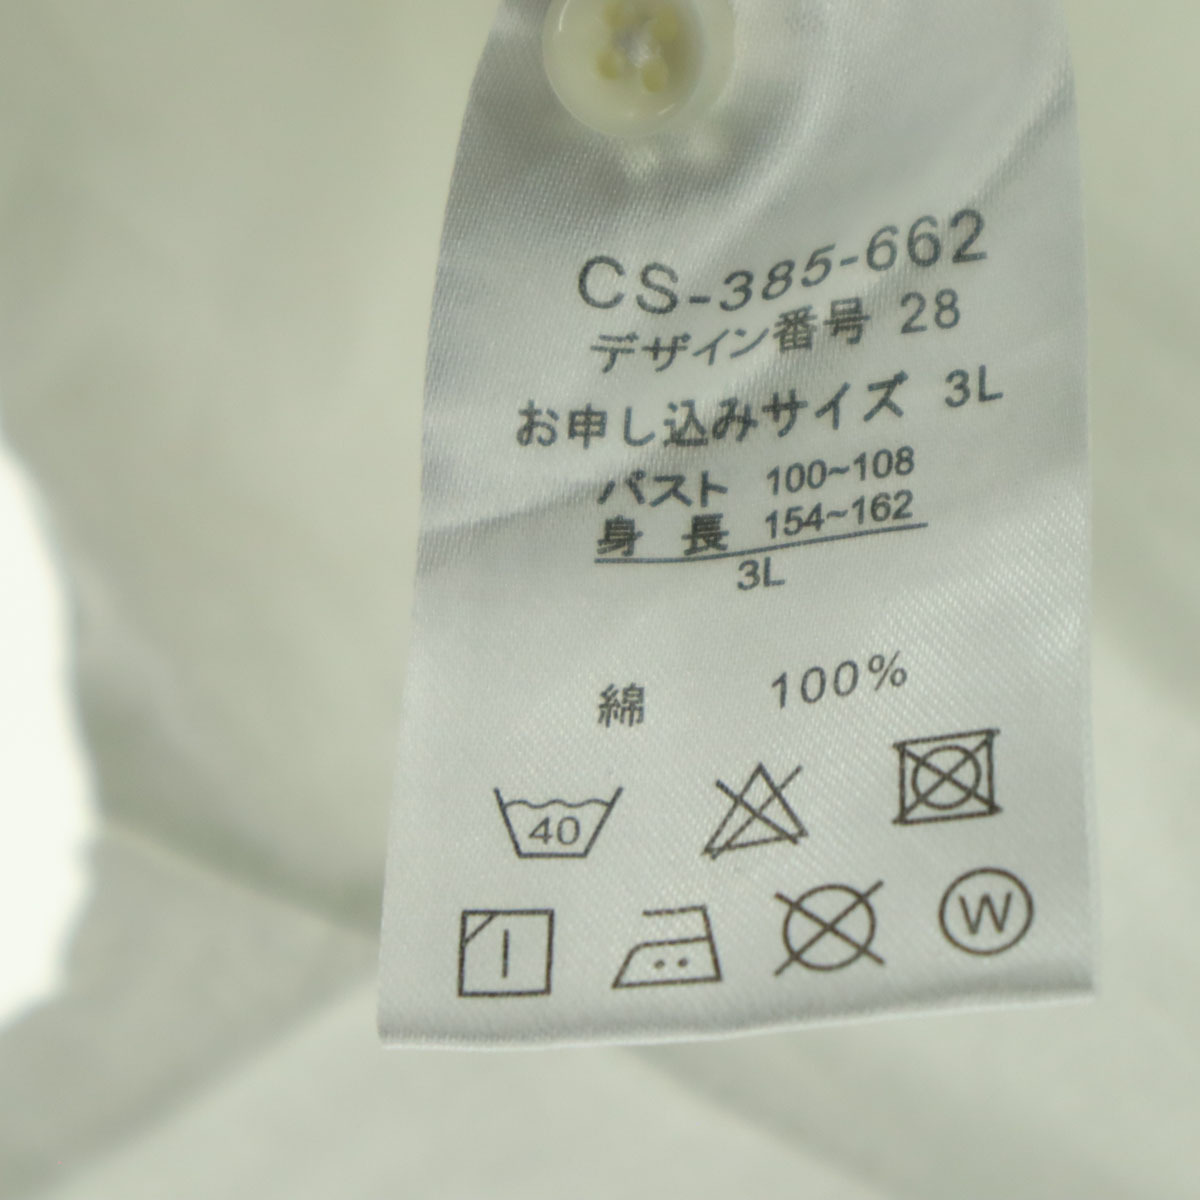 CS-385-662
デザイン番号 28
お申し込みサイズ 3L
バスト 100~108
身長 154~162
3L
綿 100%
40
W